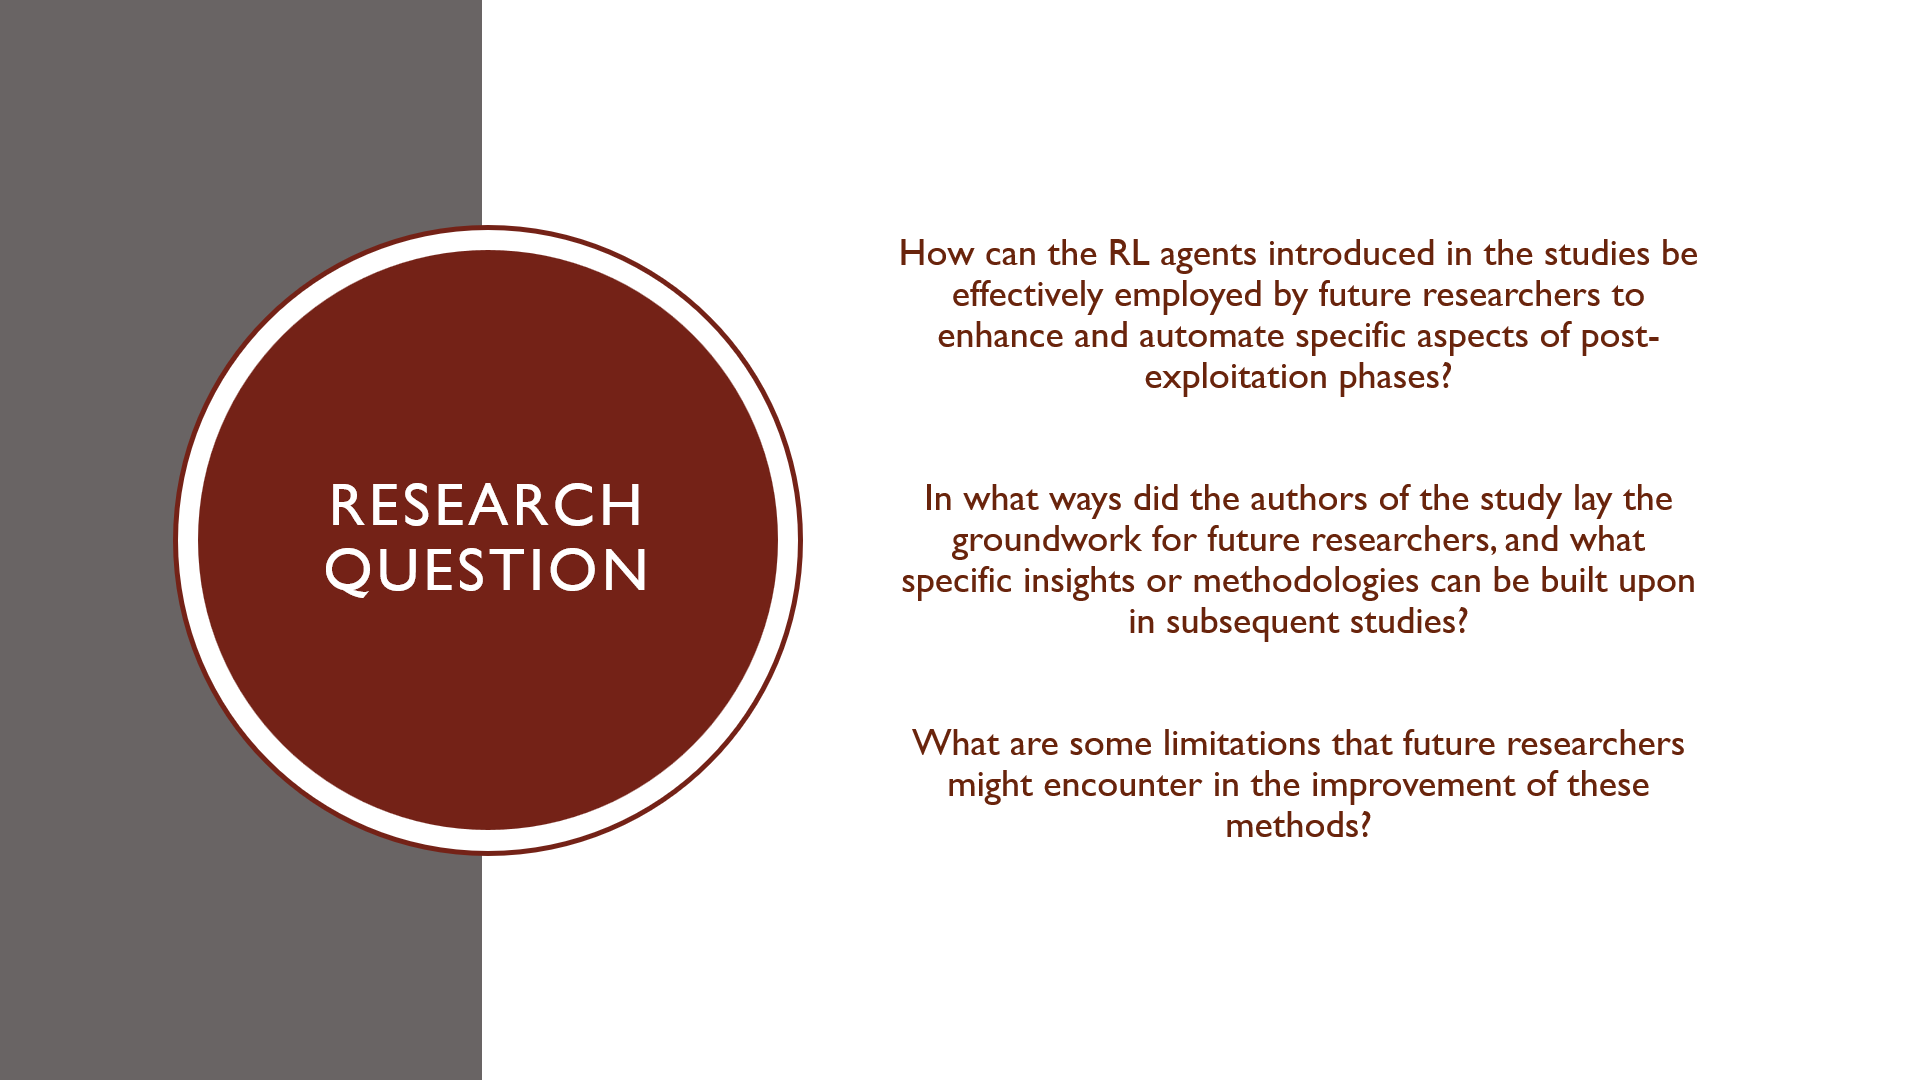 RESEARCH
QUESTION
How can the RL agents introduced in the studies be
effectively employed by future researchers to
enhance and automate specific aspects of post-
exploitation phases?
In what ways did the authors of the study lay the
groundwork for future researchers, and what
specific insights or methodologies can be built upon
in subsequent studies?
What are some limitations that future researchers
might encounter in the improvement of these
methods?